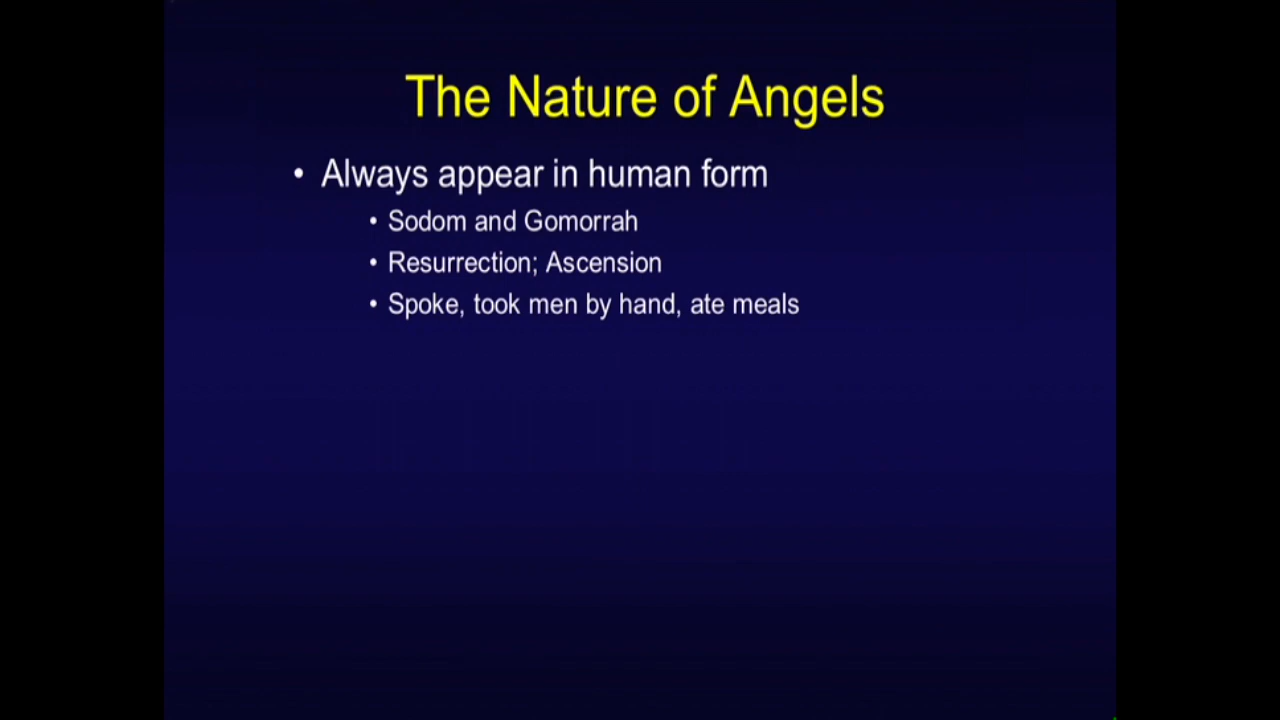 The Nature of Angels
• Always appear in human form
• Sodom and Gomorrah
• Resurrection; Ascension
• Spoke, took men by hand, ate meals